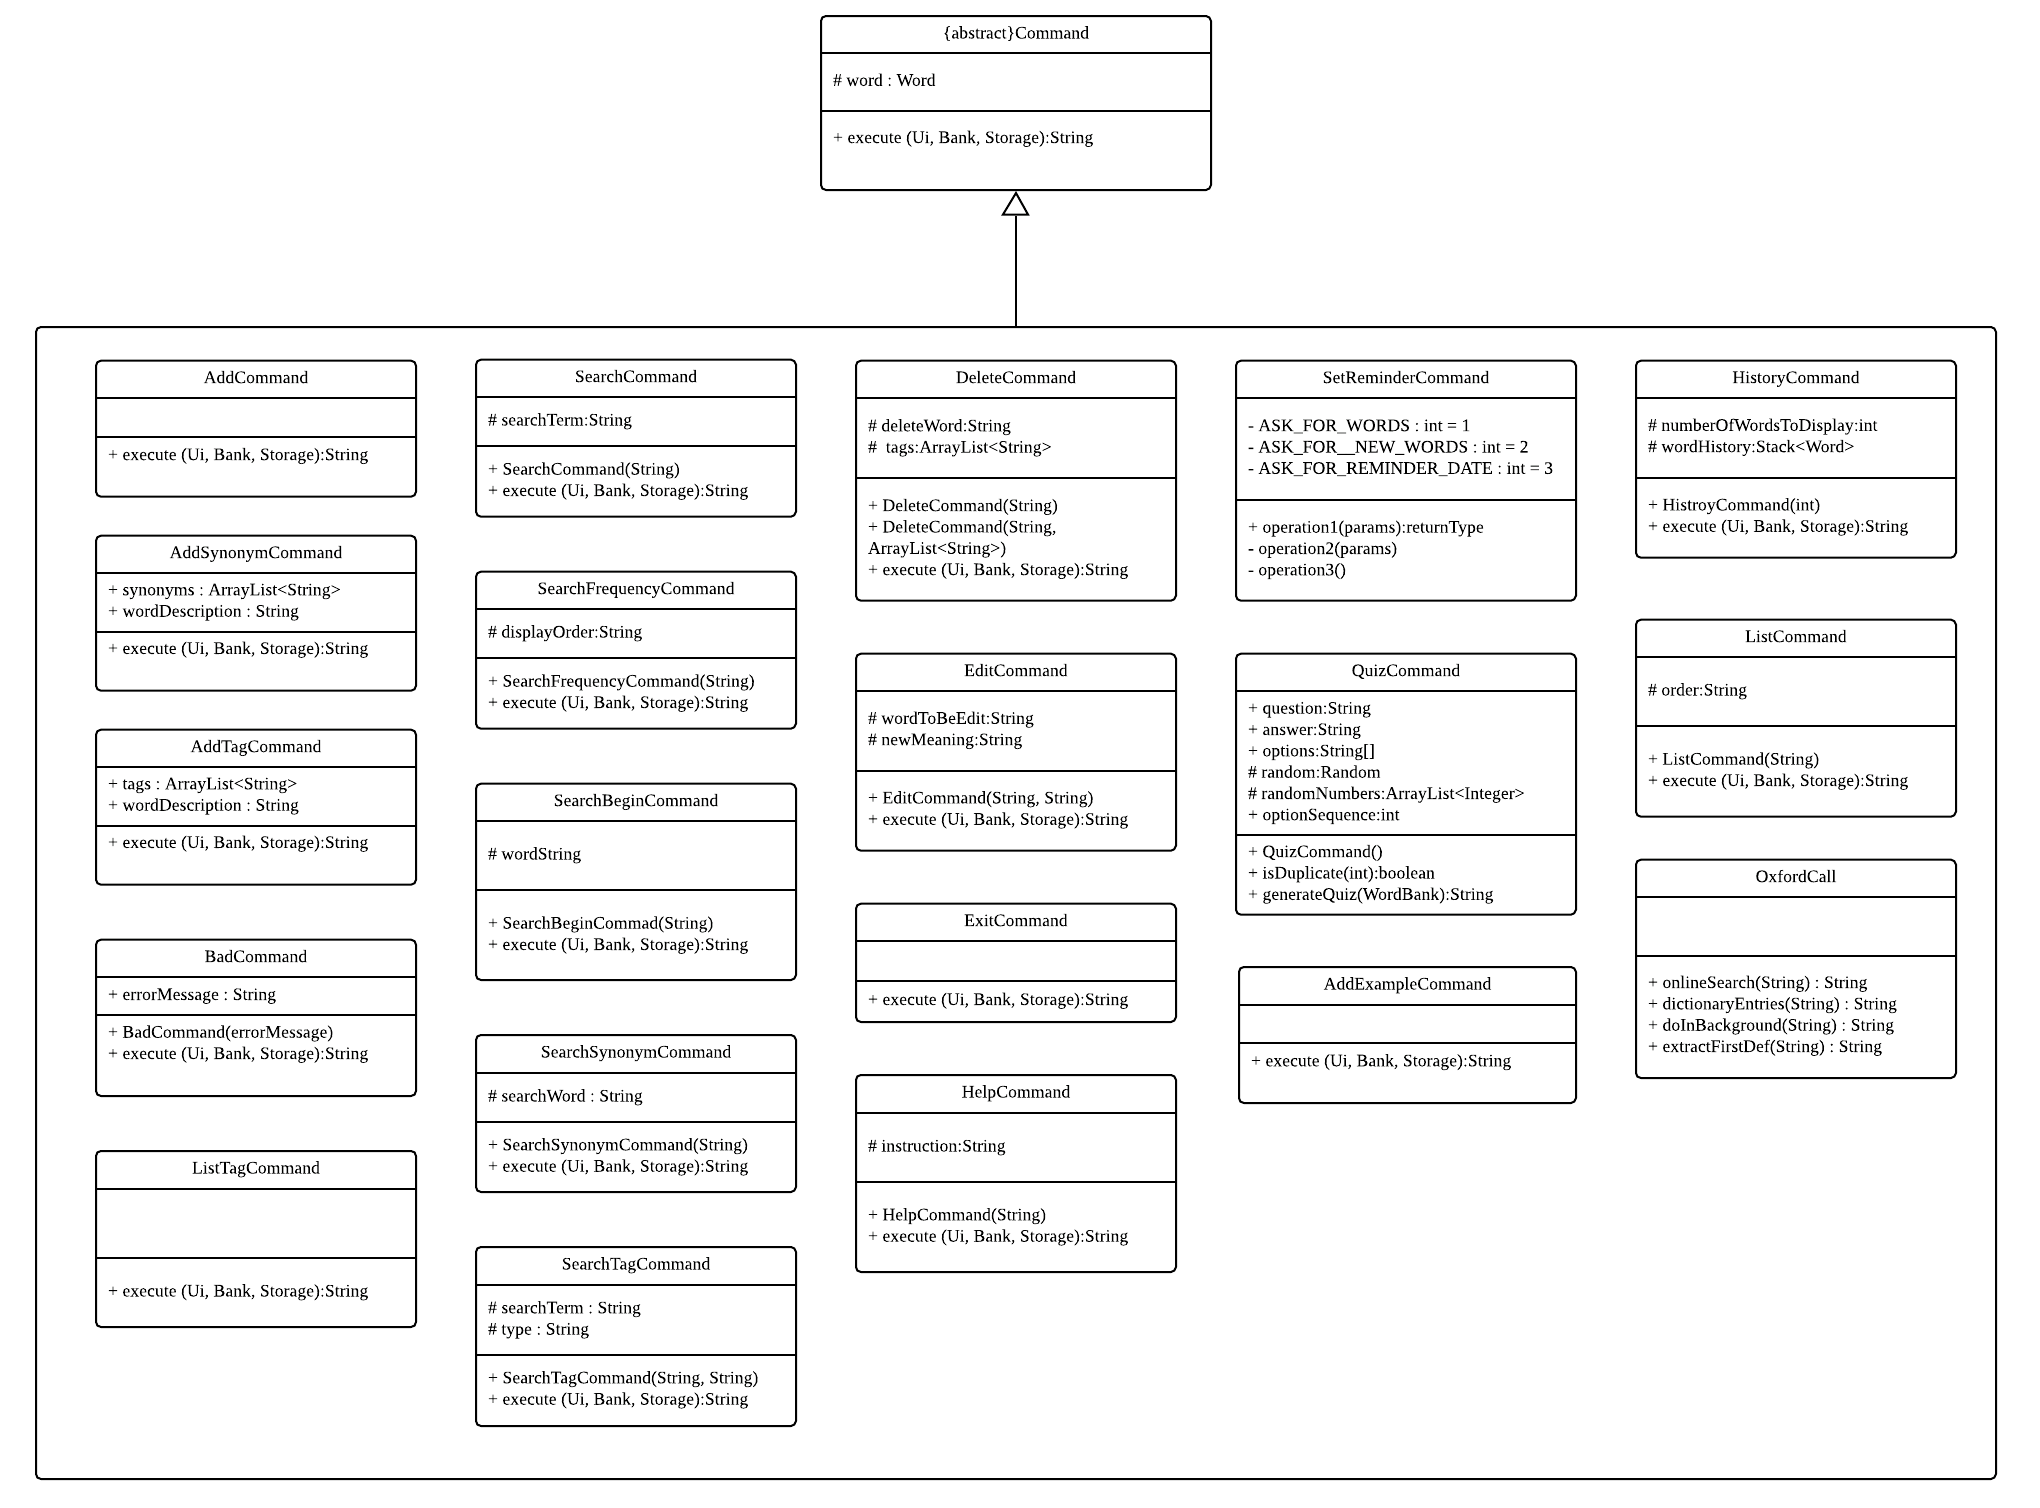 {abstract}Command
# word : Word
+ execute (Ui, Bank, Storage):String
AddCommand
+ execute (Ui, Bank, Storage):String
AddSynonymCommand
+ synonyms : ArrayList<String>
+ wordDescription : String
+ execute (Ui, Bank, Storage):String
AddTagCommand
+ tags : ArrayList<String>
+ wordDescription : String
+ execute (Ui, Bank, Storage):String
BadCommand
+ errorMessage : String
+ BadCommand(errorMessage)
+ execute (Ui, Bank, Storage):String
ListTagCommand
+ execute (Ui, Bank, Storage):String
SearchCommand
# searchTerm:String
+ SearchCommand(String)
+ execute (Ui, Bank, Storage):String
SearchFrequencyCommand
# displayOrder:String
+ SearchFrequencyCommand(String)
+ execute (Ui, Bank, Storage):String
SearchBeginCommand
# wordString
+ SearchBeginCommad(String)
+ execute (Ui, Bank, Storage):String
SearchSynonymCommand
# searchWord : String
+ SearchSynonymCommand(String)
+ execute (Ui, Bank, Storage):String
SearchTagCommand
# searchTerm : String
# type : String
+ SearchTagCommand(String, String)
+ execute (Ui, Bank, Storage):String
DeleteCommand
# deleteWord:String
#  tags:ArrayList<String>
+ DeleteCommand(String)
+ DeleteCommand(String,
ArrayList<String>)
+ execute (Ui, Bank, Storage):String
EditCommand
# wordToBeEdit:String
# newMeaning:String
+ EditCommand(String, String)
+ execute (Ui, Bank, Storage):String
ExitCommand
+ execute (Ui, Bank, Storage):String
HelpCommand
# instruction:String
+ HelpCommand(String)
+ execute (Ui, Bank, Storage):String
SetReminderCommand
- ASK_FOR_WORDS : int = 1
- ASK_FOR__NEW_WORDS : int = 2
- ASK_FOR_REMINDER_DATE : int = 3
+ operation1(params):returnType
- operation2(params)
- operation3()
QuizCommand
+ question:String
+ answer:String
+ options:String[]
# random:Random
# randomNumbers:ArrayList<Integer>
+ optionSequence:int
+ QuizCommand()
+ isDuplicate(int):boolean
+ generateQuiz(WordBank):String
AddExampleCommand
+ execute (Ui, Bank, Storage):String
HistoryCommand
# numberOfWordsToDisplay:int
# wordHistory:Stack<Word>
+ HistroyCommand(int)
+ execute (Ui, Bank, Storage):String
ListCommand
# order:String
+ ListCommand(String)
+ execute (Ui, Bank, Storage):String
OxfordCall
+ onlineSearch(String) : String
+ dictionaryEntries(String) : String
+ doInBackground(String) : String
+ extractFirstDef(String) : String